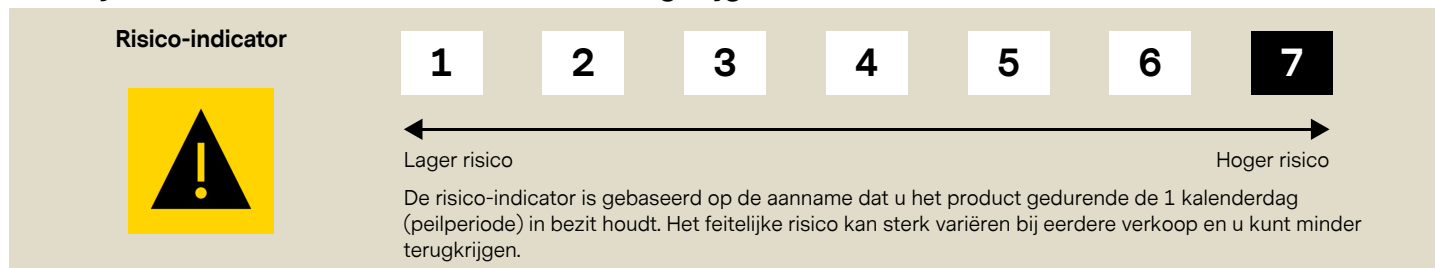 Risico-indicator
1 2 3 4 5 6 7
Lager risico Hoger risico
De risico-indicator is gebaseerd op de aanname dat u het product gedurende de 1 kalenderdag
(peilperiode) in bezit houdt. Het feitelijke risico kan sterk variëren bij eerdere verkoop en u kunt minder
terugkrijgen.